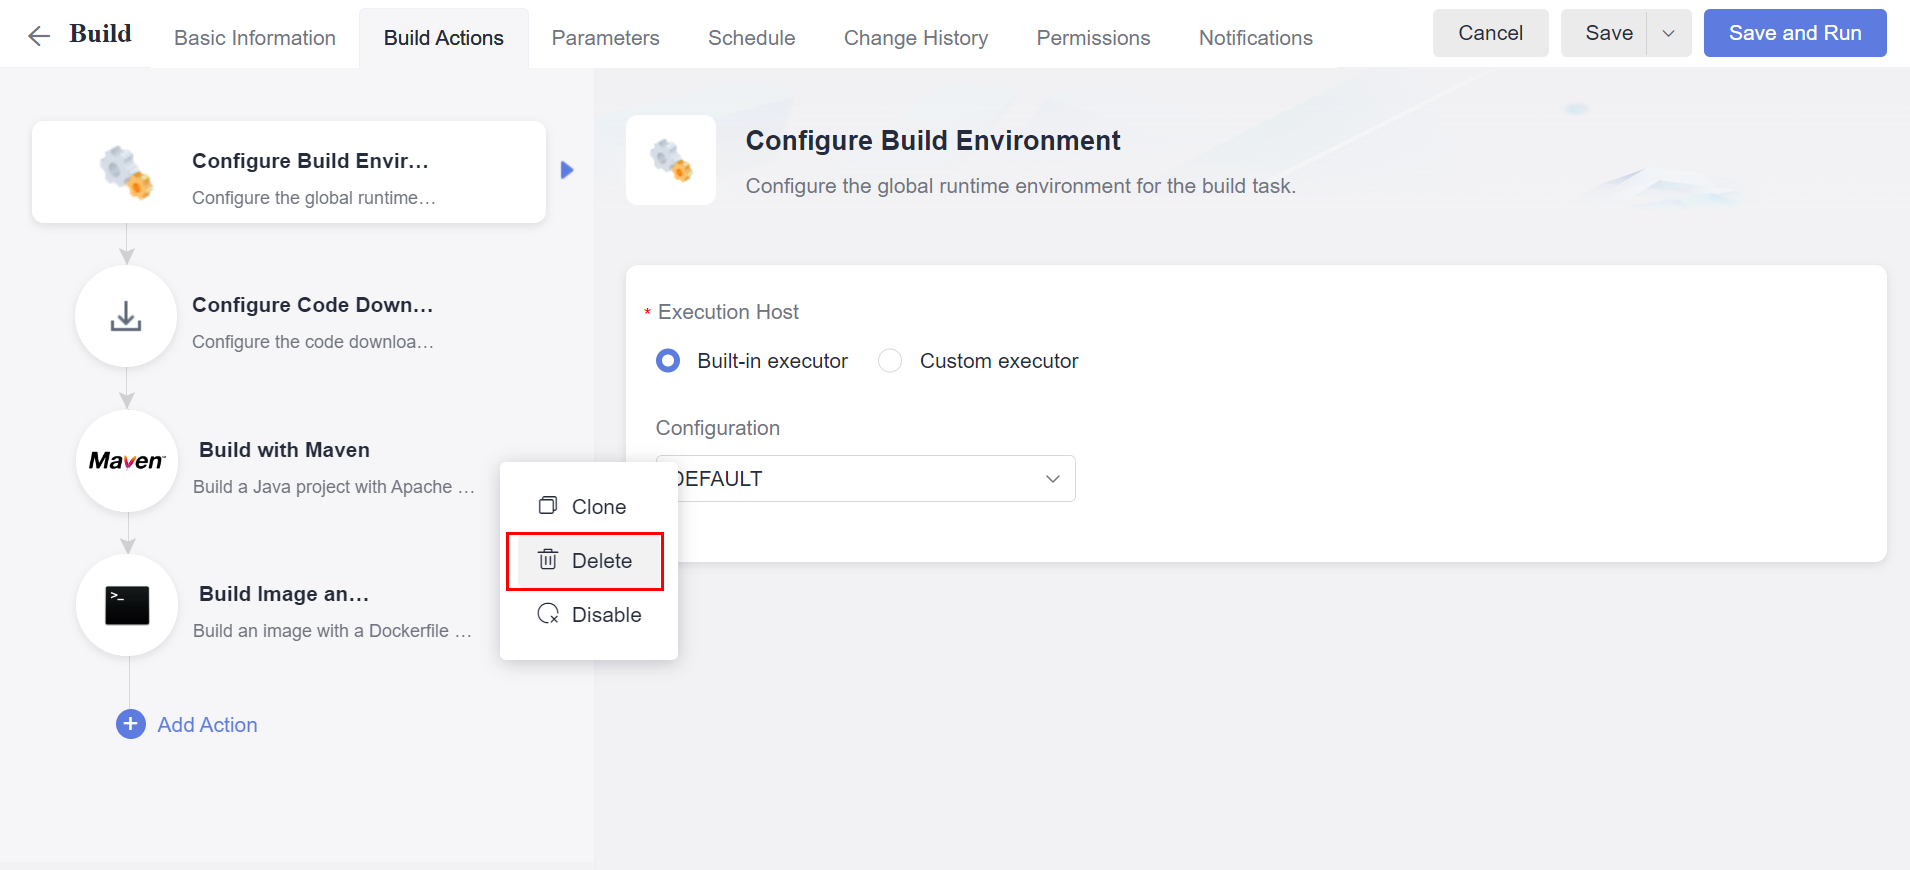 Build
Basic Information
Build Actions
Parameters
Schedule
Change History
Permissions
Notifications
Cancel
Save
Save and Run
Configure Build Envir...
Configure the global runtime...
Configure Code Down...
Configure the code downloa...
Maven™
Build with Maven
Build a Java project with Apache ...
>_
Build Image an...
Build an image with a Dockerfile ...
+ Add Action
Clone
Delete
Disable
Configure Build Environment
Configure the global runtime environment for the build task.
* Execution Host
Built-in executor
Custom executor
Configuration
DEFAULT